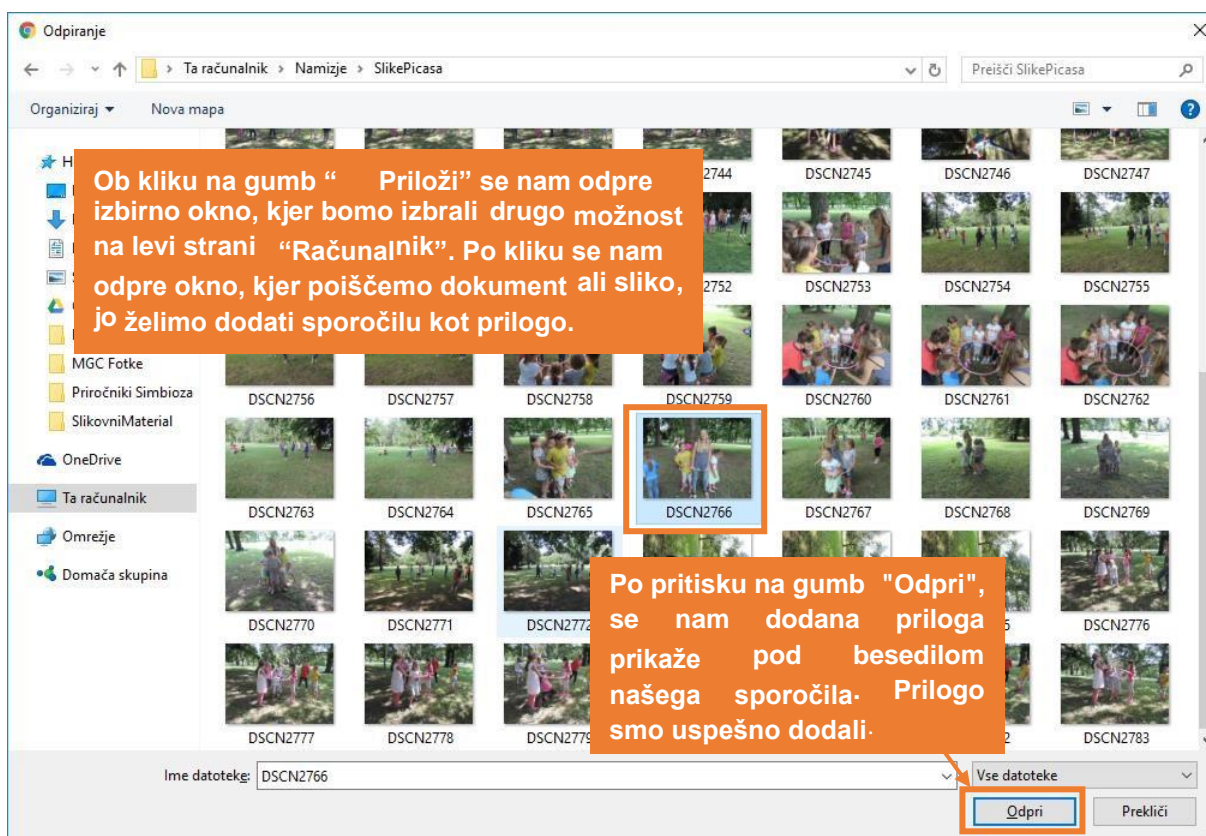 Odpiranje
Ta računalnik › Namizje › SlikePicasa
Preišči SlikePicasa
Organiziraj
Nova mapa
2744 DSCN2745 DSCN2746 DSCN2747
Ob kliku na gumb “ Priloži” se nam odpre
izbirno okno, kjer bomo izbrali drugo možnost
na levi strani “Računalnik”. Po kliku se nam
odpre okno, kjer poiščemo dokument ali sliko,
jo želimo dodati sporočilu kot prilogo.
2752 DSCN2753 DSCN2754 DSCN2755
MGC Fotke
Priročniki Simbioza
SlikovniMaterial
OneDrive
Ta računalnik
Omrežje
Domača skupina
DSCN2756 DSCN2757 DSCN2758 DSCN2759 DSCN2760 DSCN2761 DSCN2762
DSCN2763 DSCN2764 DSCN2765 DSCN2766 DSCN2767 DSCN2768 DSCN2769
DSCN2770 DSCN2771 DSCN2772 DSCN2776
Po pritisku na gumb "Odpri",
se nam dodana priloga
prikaže pod besedilom
našega sporočila. Prilogo
smo uspešno dodali.
DSCN2777 DSCN2778 DSCN2779 DSCN2783
Ime datoteke: DSCN2766
Vse datoteke
Odpri
Prekliči